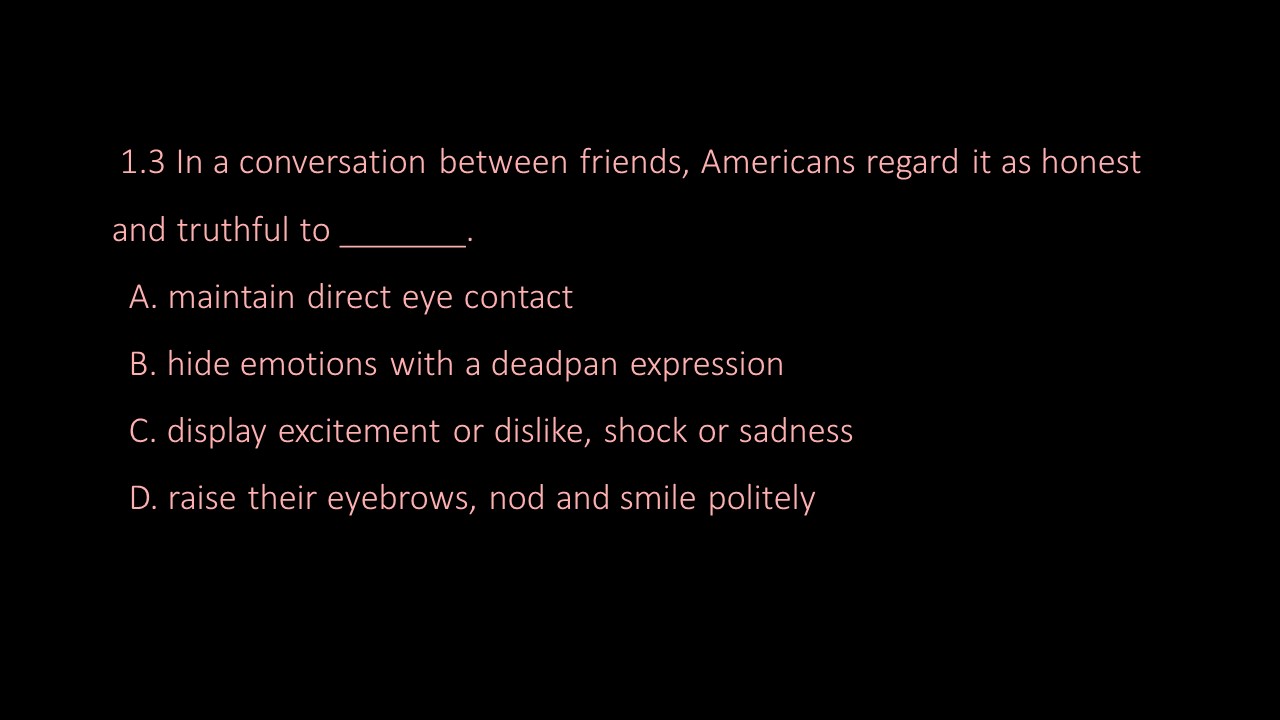 1.3 In a conversation between friends, Americans regard it as honest
and truthful to _______.
A. maintain direct eye contact
B. hide emotions with a deadpan expression
C. display excitement or dislike, shock or sadness
D. raise their eyebrows, nod and smile politely